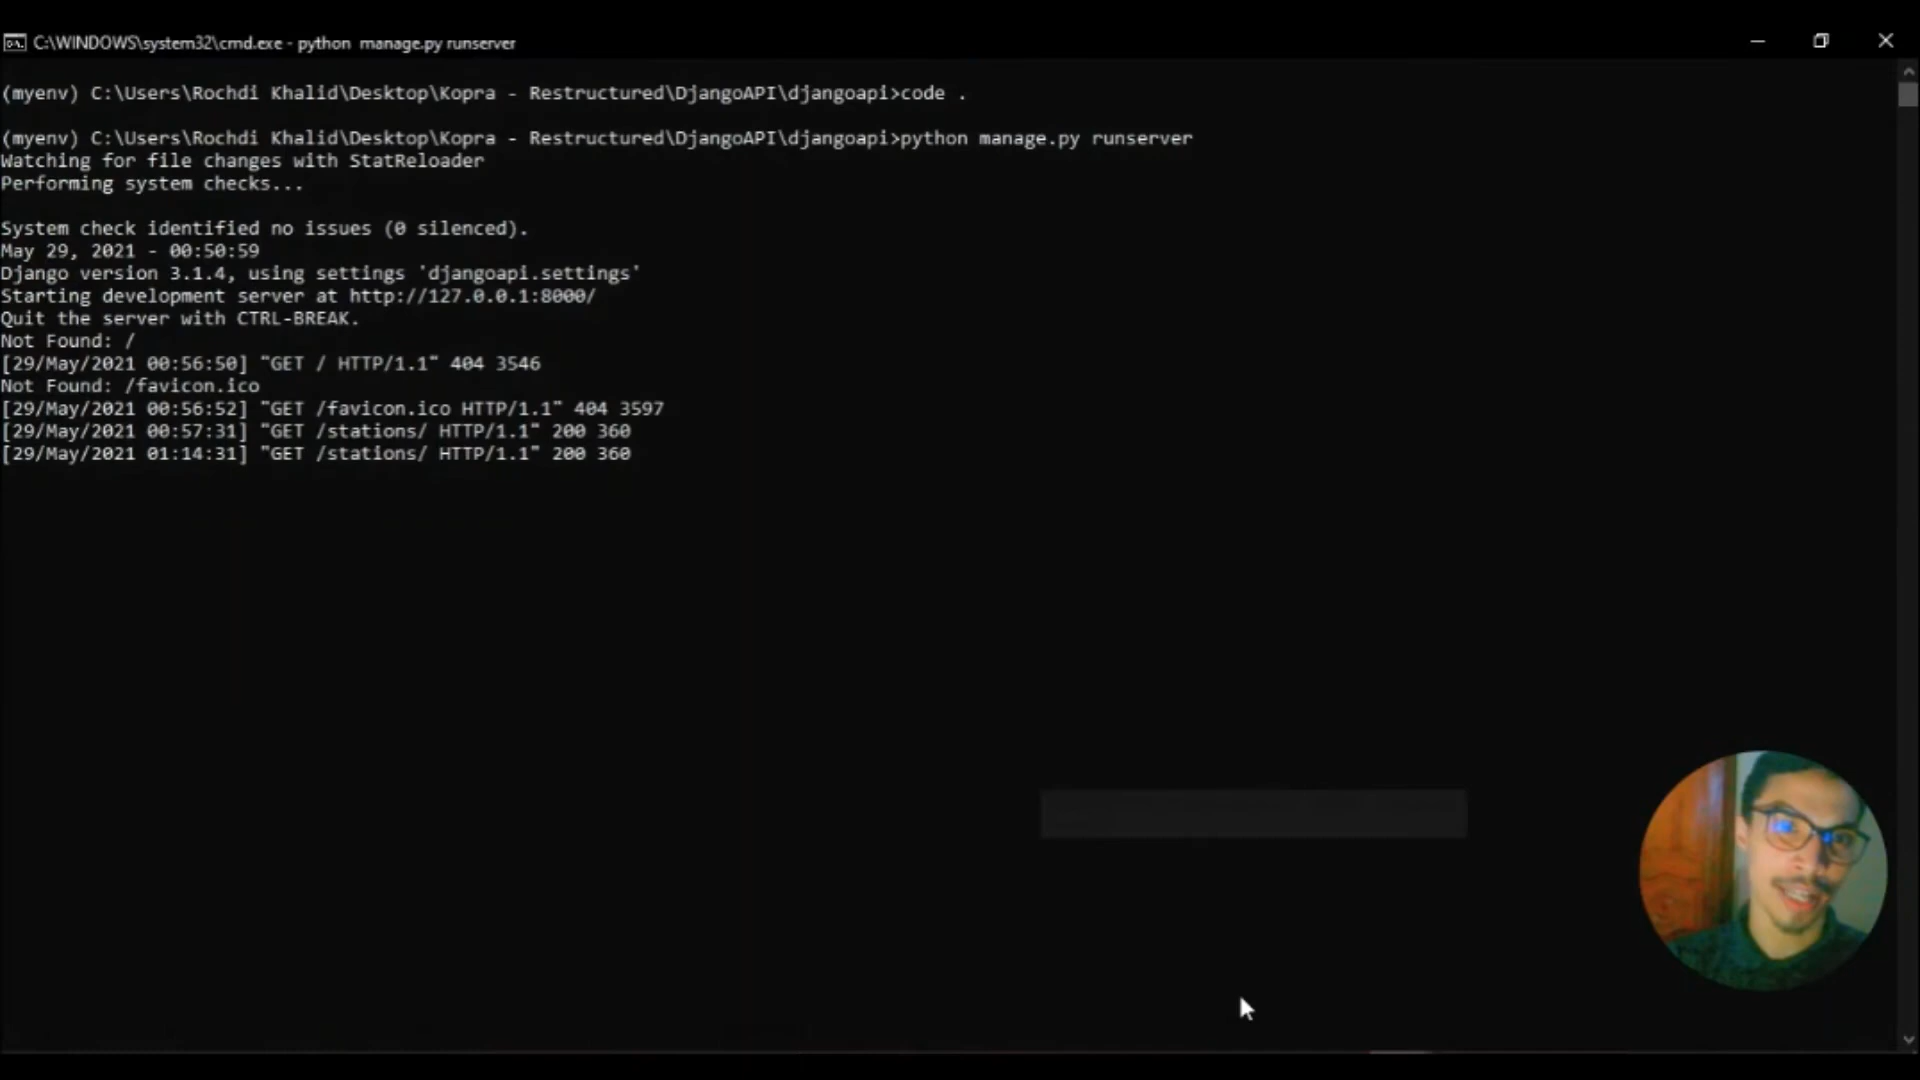 C:\WINDOWS\system32\cmd.exe - python  manage.py runserver
(myenv) C:\Users\Rochdi Khalid\Desktop\Kopra - Restructured\DjangoAPI\djangoapi>code .
(myenv) C:\Users\Rochdi Khalid\Desktop\Kopra - Restructured\DjangoAPI\djangoapi>python manage.py runserver
Watching for file changes with StatReloader
Performing system checks...
System check identified no issues (0 silenced).
May 29, 2021 - 00:50:59
Django version 3.1.4, using settings 'djangoapi.settings'
Starting development server at http://127.0.0.1:8000/
Quit the server with CTRL-BREAK.
Not Found: /
[29/May/2021 00:56:50] "GET / HTTP/1.1" 404 3546
Not Found: /favicon.ico
[29/May/2021 00:56:52] "GET /favicon.ico HTTP/1.1" 404 3597
[29/May/2021 00:57:31] "GET /stations/ HTTP/1.1" 200 360
[29/May/2021 01:14:31] "GET /stations/ HTTP/1.1" 200 360